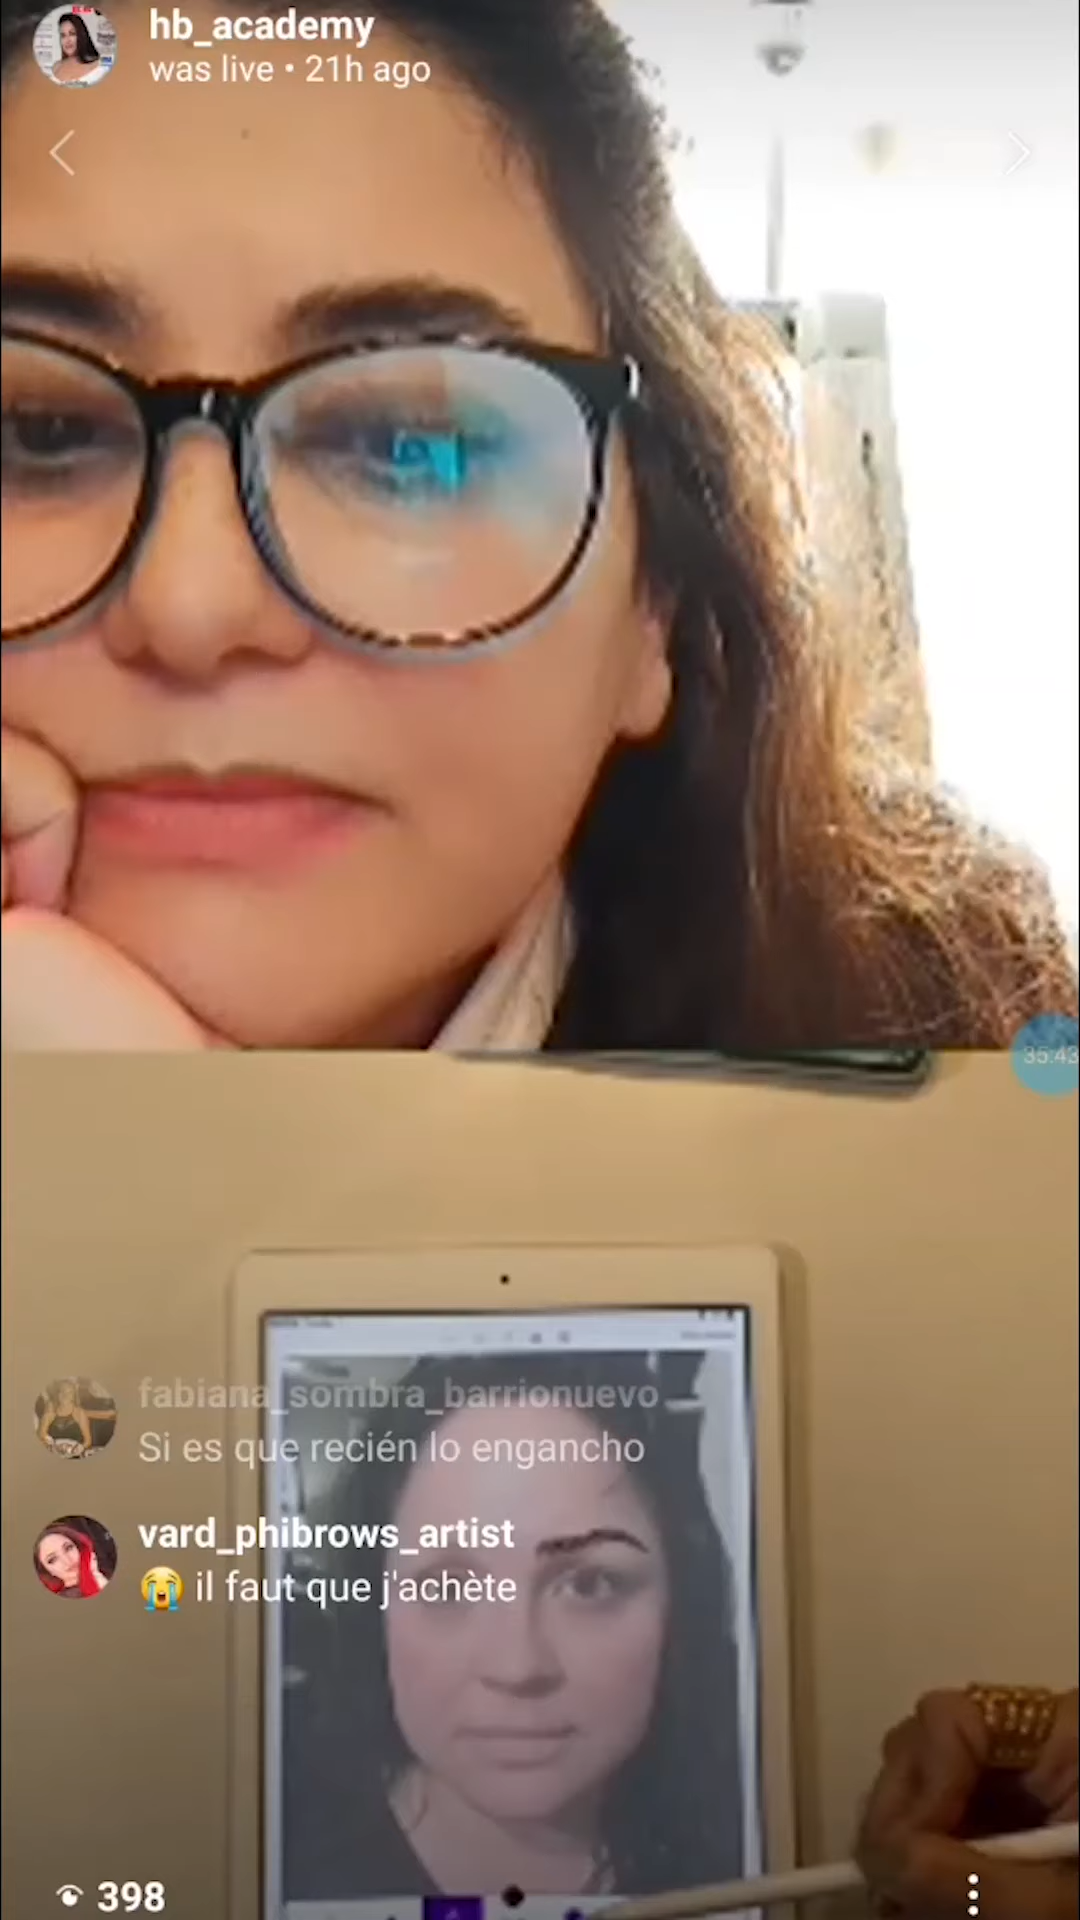 hb_academy
was live • 21h ago
35:43
fabiana_sombra_barrionuevo
Si es que recién lo engancho
vard_phibrows_artist
😭 il faut que j'achète
398